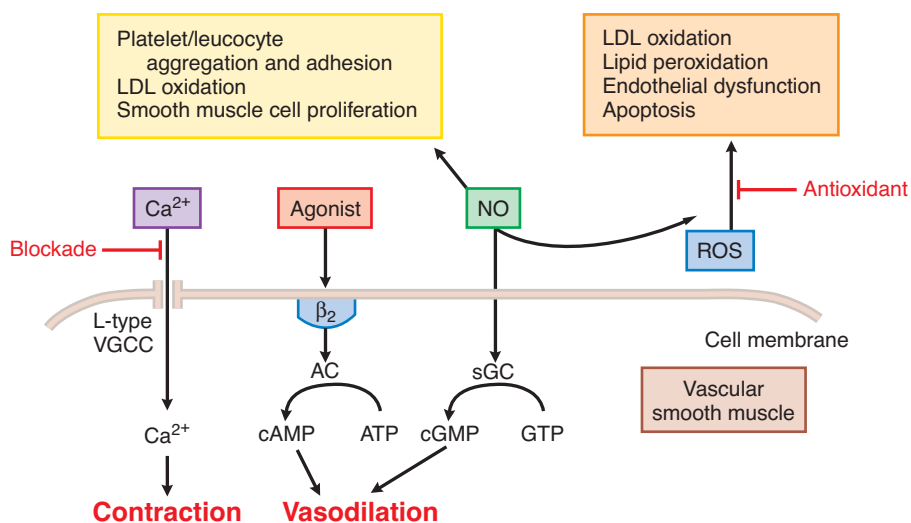 Platelet/leucocyte
aggregation and adhesion
LDL oxidation
Smooth muscle cell proliferation
LDL oxidation
Lipid peroxidation
Endothelial dysfunction
Apoptosis
Antioxidant
Ca²⁺
Agonist
NO
Blockade
ROS
β₂
L-type
VGCC
Cell membrane
AC
sGC
Vascular
smooth muscle
Ca²⁺
cAMP
ATP
cGMP
GTP
Contraction
Vasodilation